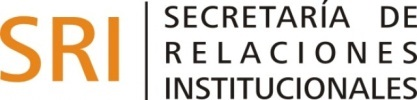 SRI
SECRETARÍA DE
RELACIONES
INSTITUCIONALES